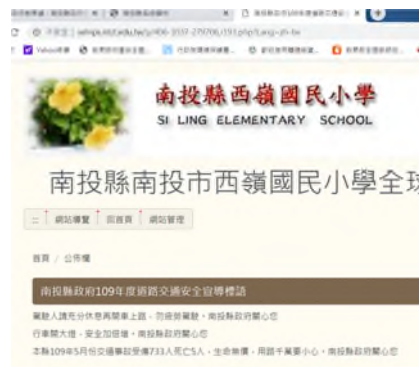 南投縣西嶺國民小學
SI LING ELEMENTARY SCHOOL
南投縣南投市西嶺國民小學全球
網站導覽 回首頁 網站管理
首頁 / 公佈欄
南投縣政府109年度道路交通安全宣導標語
駕駛人請充分休息再開車上路,勿疲勞駕駛。南投縣政府關心您
行車開大燈,安全加倍增。南投縣政府關心您
本縣109年5月份交通事故受傷733人死亡5人,生命無價,用路千萬要小心。南投縣政府關心您